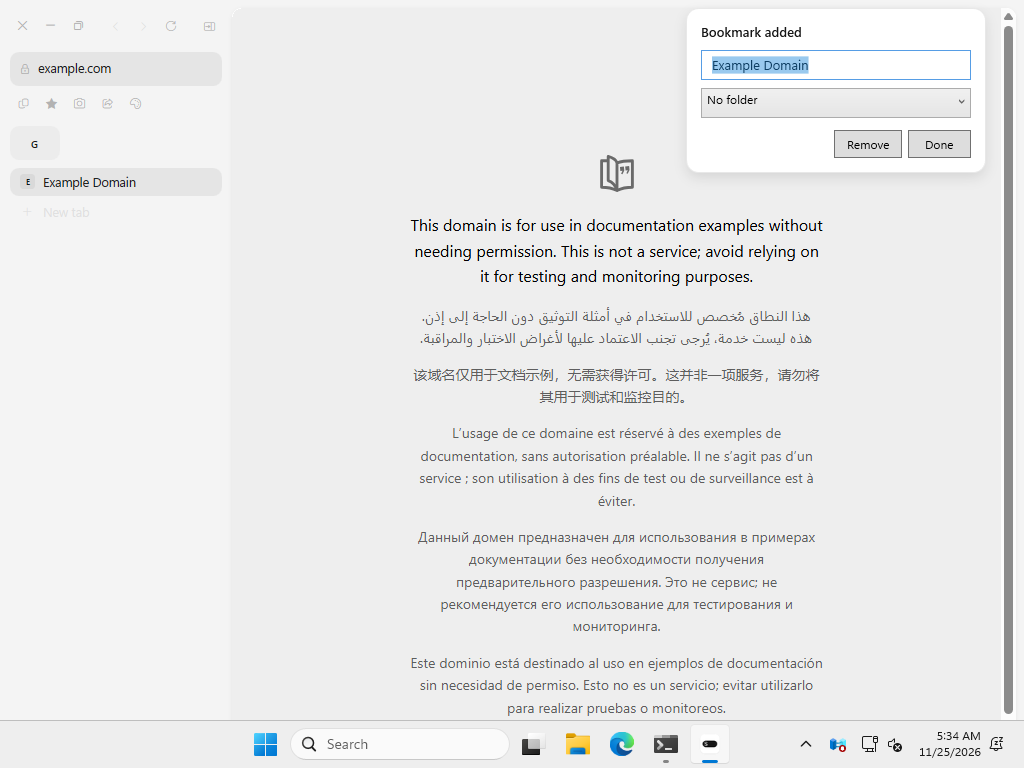 example.com
G
E Example Domain
+ New tab
Bookmark added
Example Domain
No folder
Remove
Done
This domain is for use in documentation examples without
needing permission. This is not a service; avoid relying on
it for testing and monitoring purposes.
هذا النطاق مُخصص للاستخدام في أمثلة التوثيق دون الحاجة إلى إذن.
هذه ليست خدمة، يُرجى تجنب الاعتماد عليها لأغراض الاختبار والمراقبة.
该域名仅用于文档示例，无需获得许可。这并非一项服务，请勿将
其用于测试和监控目的。
L’usage de ce domaine est réservé à des exemples de
documentation, sans autorisation préalable. Il ne s’agit pas d’un
service ; son utilisation à des fins de test ou de surveillance est à
éviter.
Данный домен предназначен для использования в примерах
документации без необходимости получения
предварительного разрешения. Это не сервис; не
рекомендуется его использование для тестирования и
мониторинга.
Este dominio está destinado al uso en ejemplos de documentación
sin necesidad de permiso. Esto no es un servicio; evitar utilizarlo
para realizar pruebas o monitoreos.
Search
5:34 AM
11/25/2026